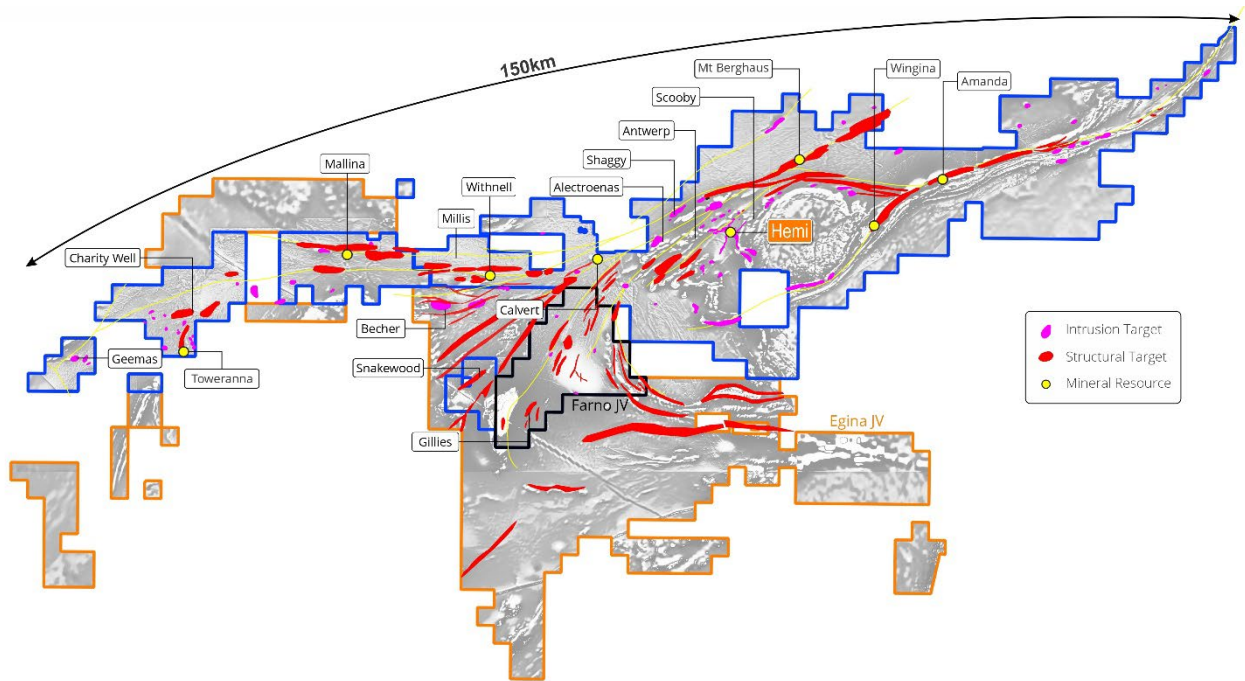 150km
Mt Berghaus
Wingina
Scooby
Amanda
Antwerp
Mallina
Shaggy
Withnell
Alectroenas
Millis
Hemi
Charity Well
Calvert
Becher
Intrusion Target
Structural Target
Geemas
Snakewood
Toweranna
Mineral Resource
Farno JV
Egina JV
Gillies